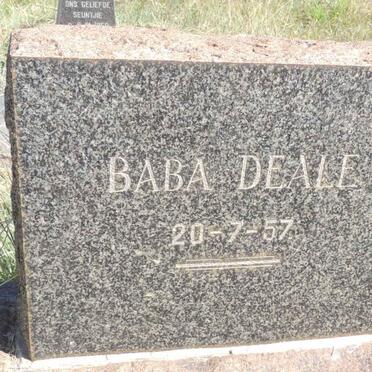 ONS GELIEFDE
SEUNTJIE
BABA DEALE
20-7-57